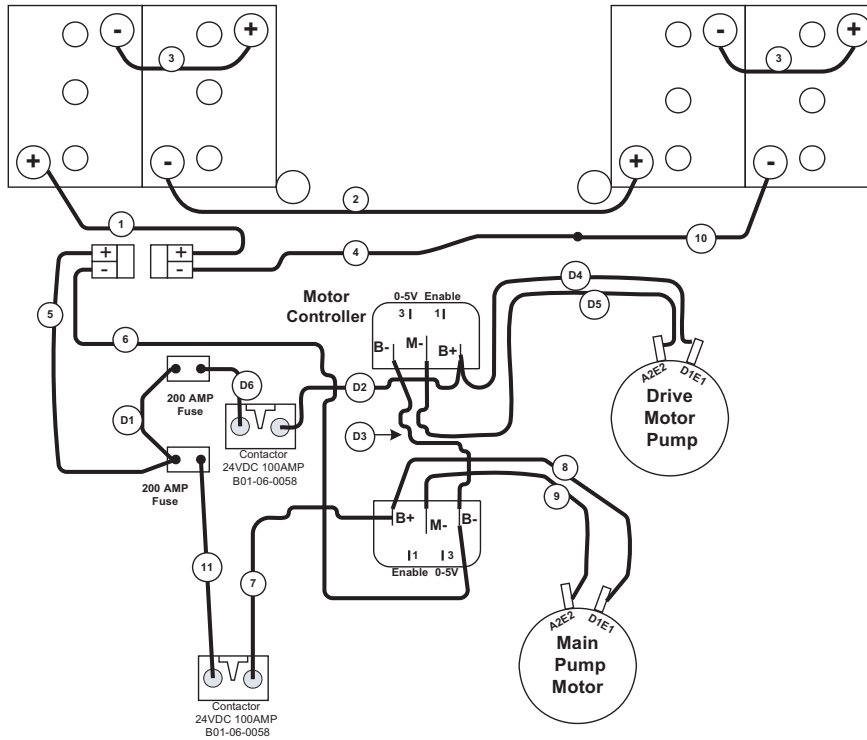 - + - +
3 3
+ - + -
1 2
4 10
+ +
- -
5 6
0-5V Enable
Motor
Controller
3 1
B- M- B+
D4
D5
A2E2 D1E1
Drive
Motor
Pump
200 AMP
Fuse
D6
D2
D1
D3
Contactor
24VDC 100AMP
B01-06-0058
200 AMP
Fuse
8
9
B+ M- B-
1 3
Enable 0-5V
11 7
A2E2 D1E1
Main
Pump
Motor
Contactor
24VDC 100AMP
B01-06-0058